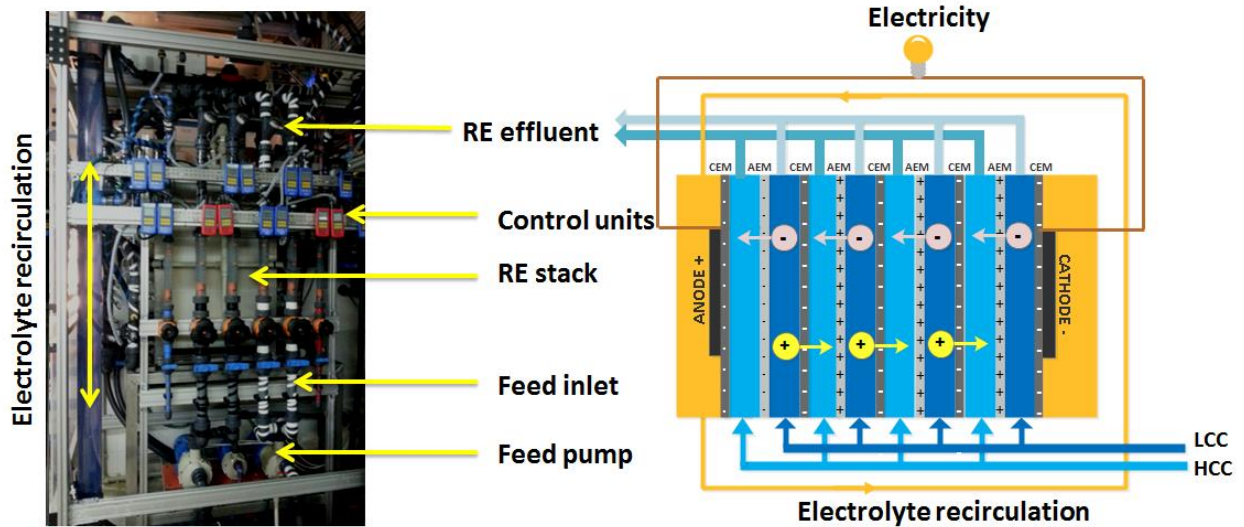 Electrolyte recirculation
RE effluent
Control units
RE stack
Feed inlet
Feed pump
Electricity
CEM AEM CEM AEM CEM AEM CEM AEM CEM
- - - -
ANODE +
CATHODE -
+ + +
LCC
HCC
Electrolyte recirculation